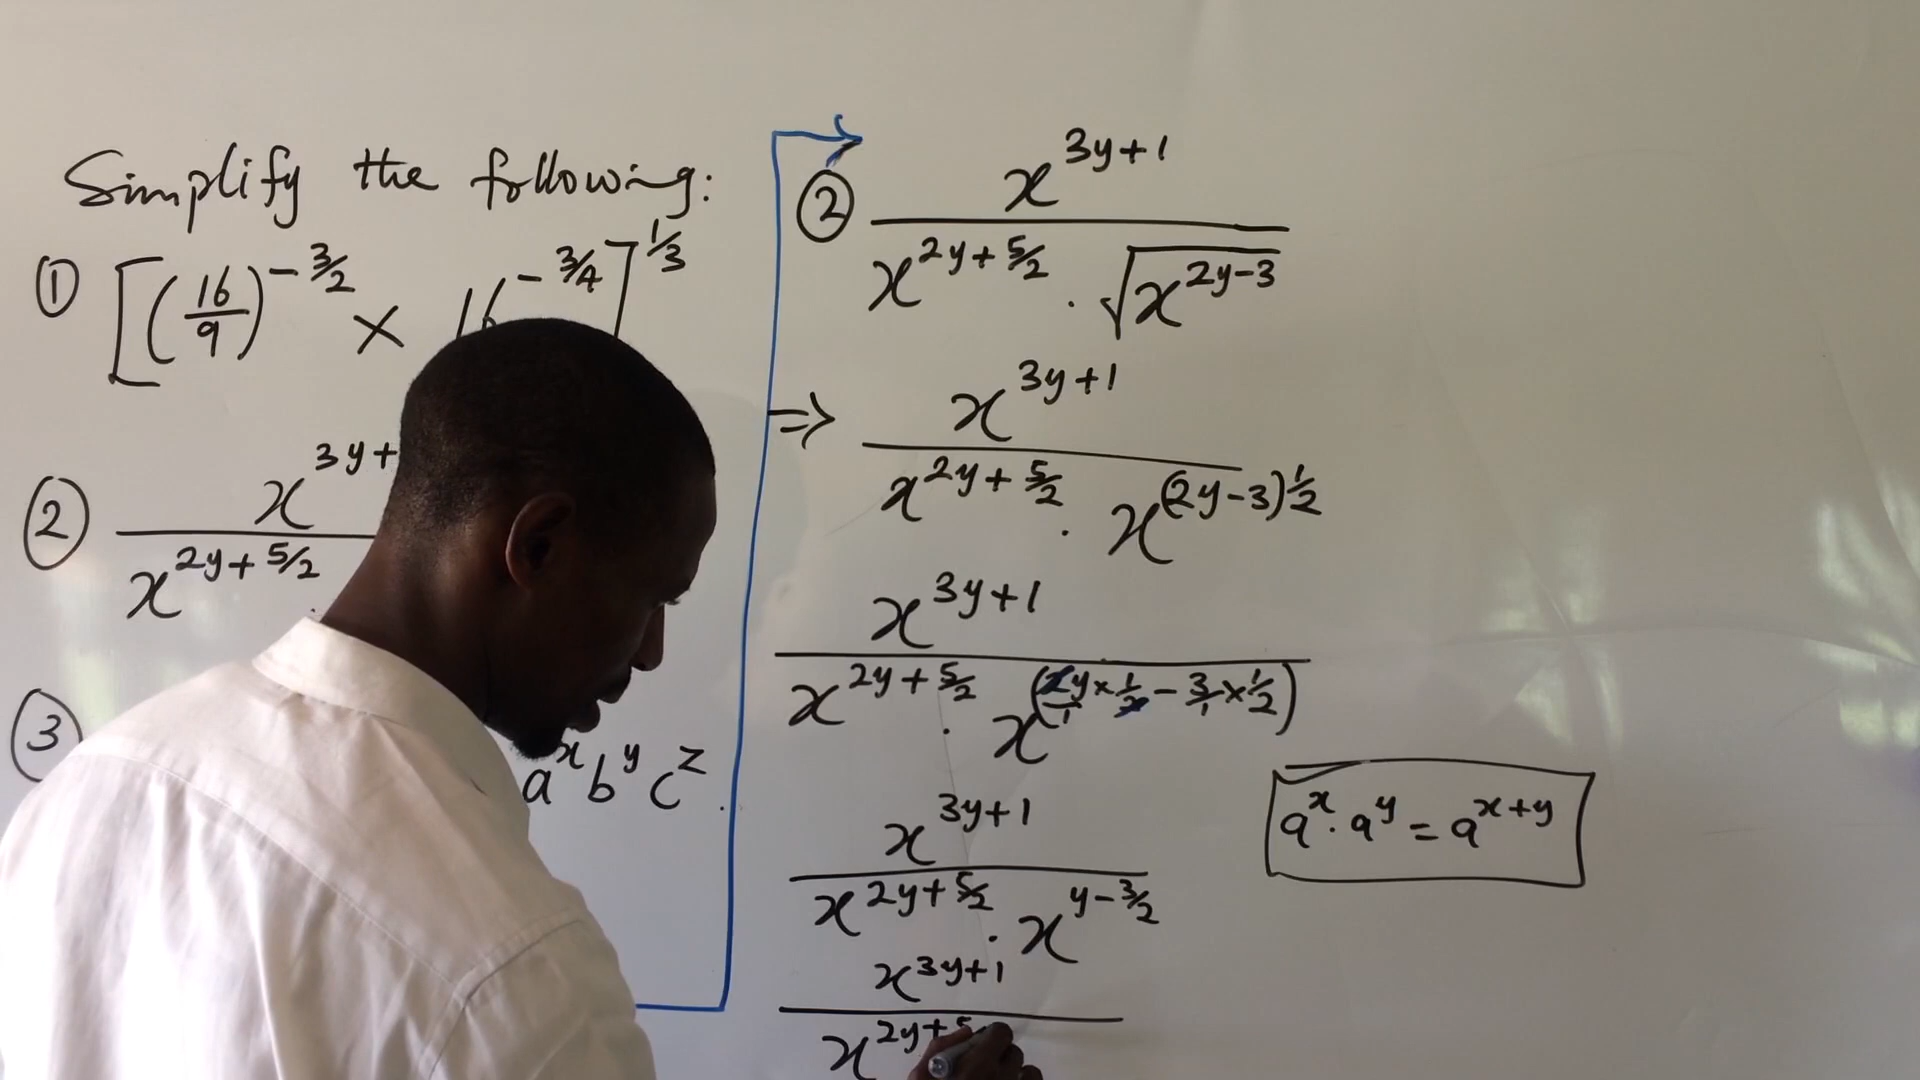 Simplify the following:
① [(16/9)^{-3/2} × 16^{-3/4}]^{1/3}
② x^{3y+
x^{2y+5/2}
③
a^x b^y c^z.
② x^{3y+1}
x^{2y+5/2} . √x^{2y-3}
⇒ x^{3y+1}
x^{2y+5/2} . x^{(2y-3)1/2}
x^{3y+1}
x^{2y+5/2} . x^{(2y/1 × 1/2 - 3/1 × 1/2)}
x^{3y+1}
x^{2y+5/2} . x^{y-3/2}
x^{3y+1}
x^{2y+5
a^x . a^y = a^{x+y}